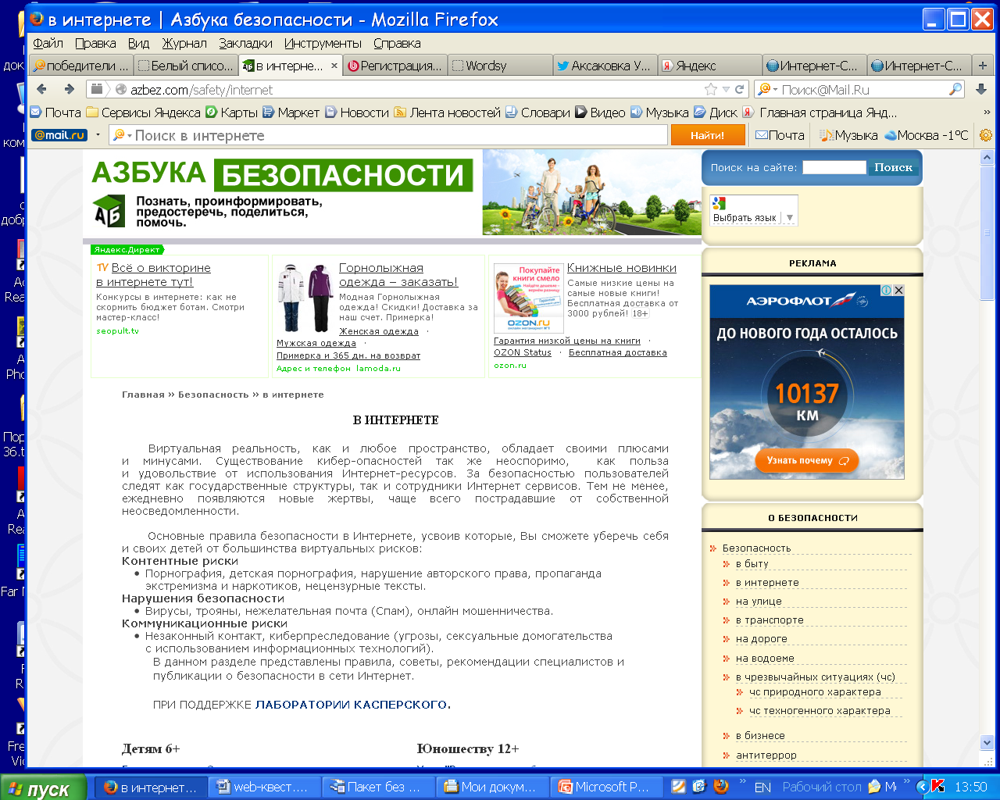 в интернете | Азбука безопасности - Mozilla Firefox
Файл Правка Вид Журнал Закладки Инструменты Справка
победители ... Белый списо... в интерне... Регистрация... Wordsy Аксаковка У... Яндекс Интернет-С... Интернет-С...
azbez.com/safety/internet
Поиск@Mail.Ru
Почта Сервисы Яндекса Карты Маркет Новости Лента новостей Словари Видео Музыка Диск Главная страница Янд... »
@mail.ru Поиск в интернете Найти! Почта Музыка Москва -1°C
АЗБУКА БЕЗОПАСНОСТИ
АБ
Познать, проинформировать,
предостеречь, поделиться,
помочь.
Поиск на сайте: Поиск
Выбрать язык ▼
Яндекс.Директ
Всё о викторине
в интернете тут!
Конкурсы в интернете: как не
скормить бюджет ботам. Смотри
мастер-класс!
seopult.tv
Горнолыжная
одежда – заказать!
Модная Горнолыжная
одежда! Скидки! Доставка за
наш счет. Примерка!
Женская одежда ·
Мужская одежда ·
Примерка и 365 дн. на возврат
Адрес и телефон lamoda.ru
Покупайте
книги смело
OZON.ru
Книжные новинки
Самые низкие цены на
самые новые книги!
Бесплатная доставка от
3000 рублей! 18+
Гарантия низкой цены на книги ·
OZON Status · Бесплатная доставка
ozon.ru
РЕКЛАМА
АЭРОФЛОТ
ДО НОВОГО ГОДА ОСТАЛОСЬ
10137
КМ
Узнать почему
Главная » Безопасность » в интернете
В ИНТЕРНЕТЕ
Виртуальная реальность, как и любое пространство, обладает своими плюсами
и минусами. Существование кибер-опасностей так же неоспоримо, как польза
и удовольствие от использования Интернет-ресурсов. За безопасностью пользователей
следят как государственные структуры, так и сотрудники Интернет сервисов. Тем не менее,
ежедневно появляются новые жертвы, чаще всего пострадавшие от собственной
неосведомленности.
Основные правила безопасности в Интернете, усвоив которые, Вы сможете уберечь себя
и своих детей от большинства виртуальных рисков:
Контентные риски
• Порнография, детская порнография, нарушение авторского права, пропаганда
экстремизма и наркотиков, нецензурные тексты.
Нарушения безопасности
• Вирусы, трояны, нежелательная почта (Спам), онлайн мошенничества.
Коммуникационные риски
• Незаконный контакт, киберпреследование (угрозы, сексуальные домогательства
с использованием информационных технологий).
В данном разделе представлены правила, советы, рекомендации специалистов и
публикации о безопасности в сети Интернет.
ПРИ ПОДДЕРЖКЕ ЛАБОРАТОРИИ КАСПЕРСКОГО.
Детям 6+ Юношеству 12+
О БЕЗОПАСНОСТИ
Безопасность
в быту
в интернете
на улице
в транспорте
на дороге
на водоеме
в чрезвычайных ситуациях (чс)
чс природного характера
чс техногенного характера
в бизнесе
антитеррор
пуск в интернет... web-квест.... Пакет без ... Мои докум... Microsoft P... » EN Рабочий стол » 13:50